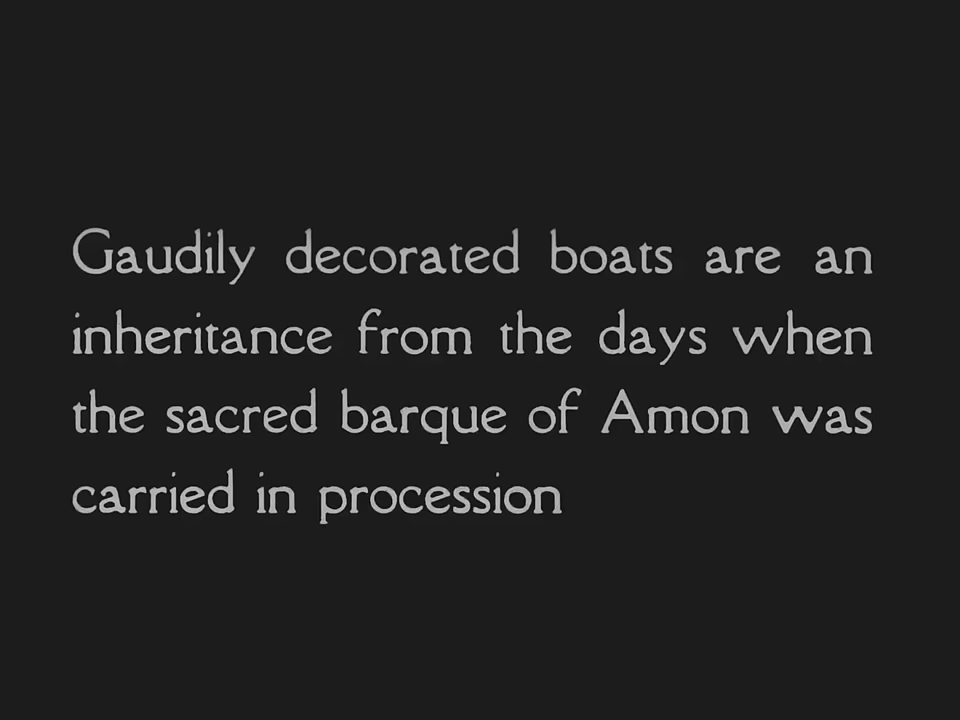 Gaudily decorated boats are an
inheritance from the days when
the sacred barque of Amon was
carried in procession